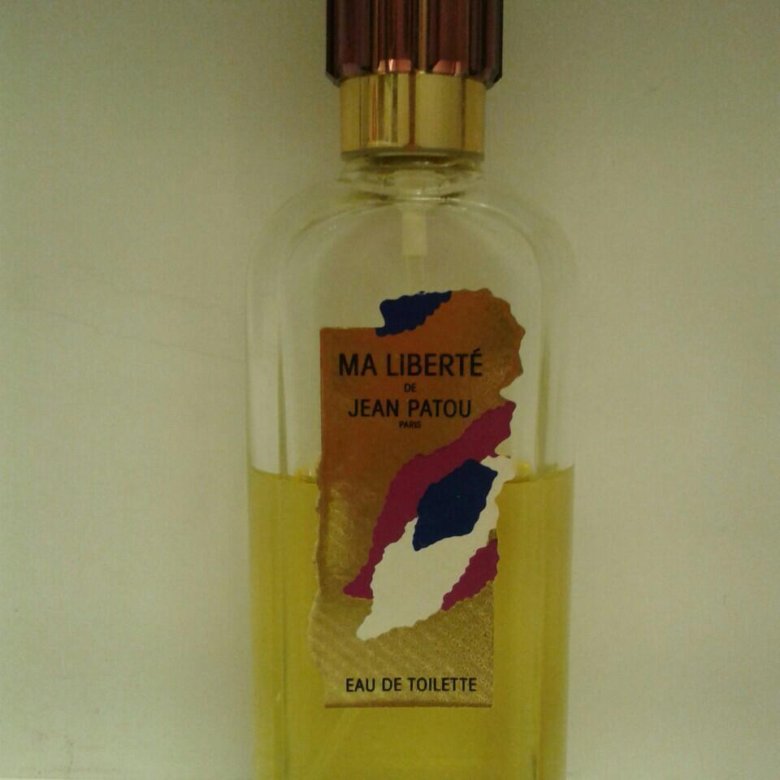 MA LIBERTÉ
DE
JEAN PATOU
PARIS
EAU DE TOILETTE